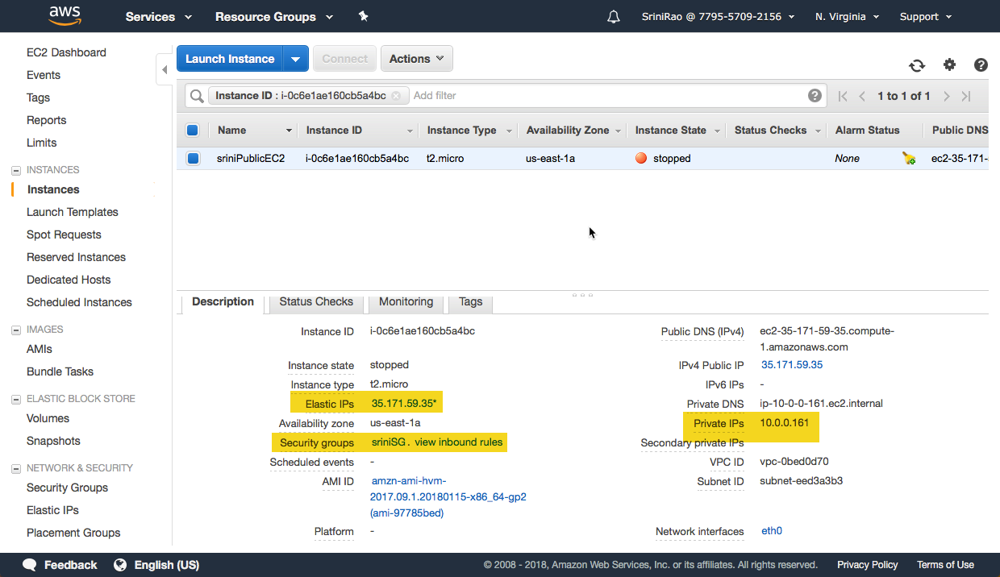 aws
Services
Resource Groups
SriniRao @ 7795-5709-2156
N. Virginia
Support
EC2 Dashboard
Events
Tags
Reports
Limits
INSTANCES
Instances
Launch Templates
Spot Requests
Reserved Instances
Dedicated Hosts
Scheduled Instances
IMAGES
AMIs
Bundle Tasks
ELASTIC BLOCK STORE
Volumes
Snapshots
NETWORK & SECURITY
Security Groups
Elastic IPs
Placement Groups
Launch Instance
Connect
Actions
Instance ID : i-0c6e1ae160cb5a4bc
Add filter
1 to 1 of 1
Name Instance ID Instance Type Availability Zone Instance State Status Checks Alarm Status Public DNS
sriniPublicEC2 i-0c6e1ae160cb5a4bc t2.micro us-east-1a stopped None ec2-35-171-
Description Status Checks Monitoring Tags
Instance ID i-0c6e1ae160cb5a4bc
Instance state stopped
Instance type t2.micro
Elastic IPs 35.171.59.35*
Availability zone us-east-1a
Security groups sriniSG . view inbound rules
Scheduled events -
AMI ID amzn-ami-hvm-
2017.09.1.20180115-x86_64-gp2
(ami-97785bed)
Platform -
Public DNS (IPv4) ec2-35-171-59-35.compute-
1.amazonaws.com
IPv4 Public IP 35.171.59.35
IPv6 IPs -
Private DNS ip-10-0-0-161.ec2.internal
Private IPs 10.0.0.161
Secondary private IPs
VPC ID vpc-0bed0d70
Subnet ID subnet-eed3a3b3
Network interfaces eth0
Feedback
English (US)
© 2008 - 2018, Amazon Web Services, Inc. or its affiliates. All rights reserved.
Privacy Policy
Terms of Use